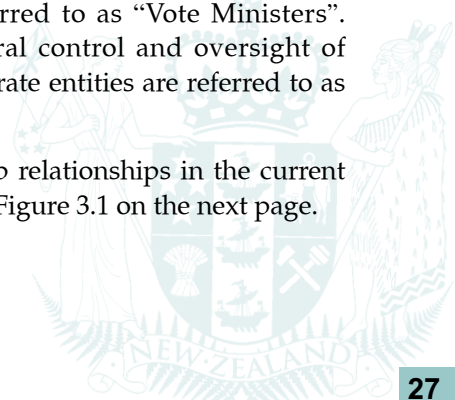 rred to as “Vote Ministers”.
ral control and oversight of
rate entities are referred to as
p relationships in the current
Figure 3.1 on the next page.
NEW ZEALAND
27